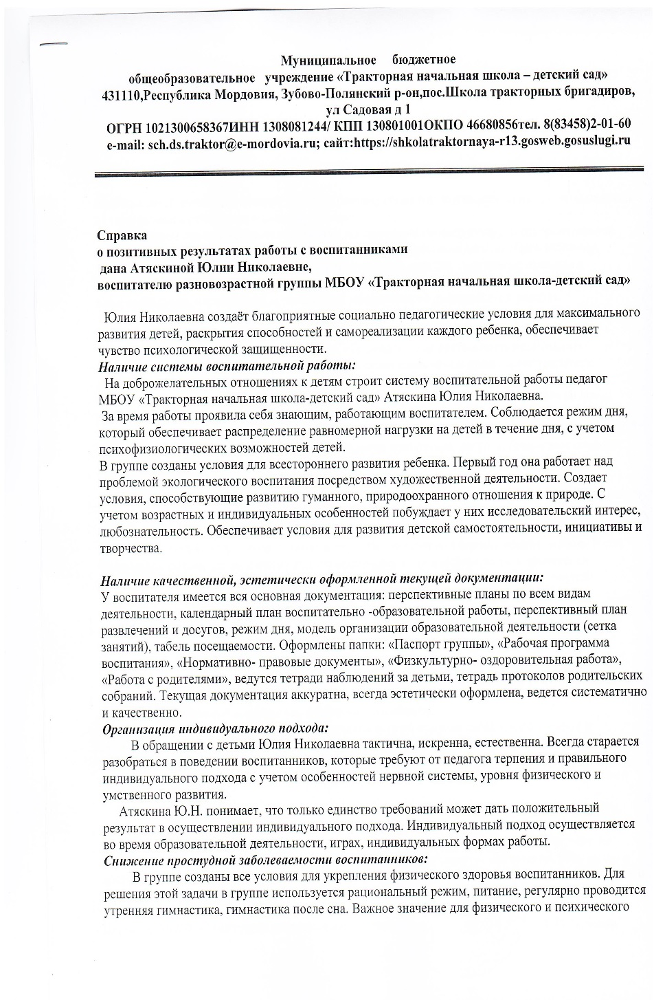 Муниципальное бюджетное
общеобразовательное учреждение «Тракторная начальная школа – детский сад»
431110,Республика Мордовия, Зубово-Полянский р-он,пос.Школа тракторных бригадиров,
ул Садовая д 1
ОГРН 1021300658367ИНН 1308081244/ КПП 130801001ОКПО 46680856тел. 8(83458)2-01-60
e-mail: sch.ds.traktor@e-mordovia.ru; сайт:https://shkolatraktornaya-r13.gosweb.gosuslugi.ru
Справка
о позитивных результатах работы с воспитанниками
дана Атяскиной Юлии Николаевне,
воспитателю разновозрастной группы МБОУ «Тракторная начальная школа-детский сад»
Юлия Николаевна создаёт благоприятные социально педагогические условия для максимального
развития детей, раскрытия способностей и самореализации каждого ребенка, обеспечивает
чувство психологической защищенности.
Наличие системы воспитательной работы:
На доброжелательных отношениях к детям строит систему воспитательной работы педагог
МБОУ «Тракторная начальная школа-детский сад» Атяскина Юлия Николаевна.
За время работы проявила себя знающим, работающим воспитателем. Соблюдается режим дня,
который обеспечивает распределение равномерной нагрузки на детей в течение дня, с учетом
психофизиологических возможностей детей.
В группе созданы условия для всестороннего развития ребенка. Первый год она работает над
проблемой экологического воспитания посредством художественной деятельности. Создает
условия, способствующие развитию гуманного, природоохранного отношения к природе. С
учетом возрастных и индивидуальных особенностей побуждает у них исследовательский интерес,
любознательность. Обеспечивает условия для развития детской самостоятельности, инициативы и
творчества.
Наличие качественной, эстетически оформленной текущей документации:
У воспитателя имеется вся основная документация: перспективные планы по всем видам
деятельности, календарный план воспитательно -образовательной работы, перспективный план
развлечений и досугов, режим дня, модель организации образовательной деятельности (сетка
занятий), табель посещаемости. Оформлены папки: «Паспорт группы», «Рабочая программа
воспитания», «Нормативно- правовые документы», «Физкультурно- оздоровительная работа»,
«Работа с родителями», ведутся тетради наблюдений за детьми, тетрадь протоколов родительских
собраний. Текущая документация аккуратна, всегда эстетически оформлена, ведется систематично
и качественно.
Организация индивидуального подхода:
В обращении с детьми Юлия Николаевна тактична, искренна, естественна. Всегда старается
разобраться в поведении воспитанников, которые требуют от педагога терпения и правильного
индивидуального подхода с учетом особенностей нервной системы, уровня физического и
умственного развития.
Атяскина Ю.Н. понимает, что только единство требований может дать положительный
результат в осуществлении индивидуального подхода. Индивидуальный подход осуществляется
во время образовательной деятельности, играх, индивидуальных формах работы.
Снижение простудной заболеваемости воспитанников:
В группе созданы все условия для укрепления физического здоровья воспитанников. Для
решения этой задачи в группе используется рациональный режим, питание, регулярно проводится
утренняя гимнастика, гимнастика после сна. Важное значение для физического и психического